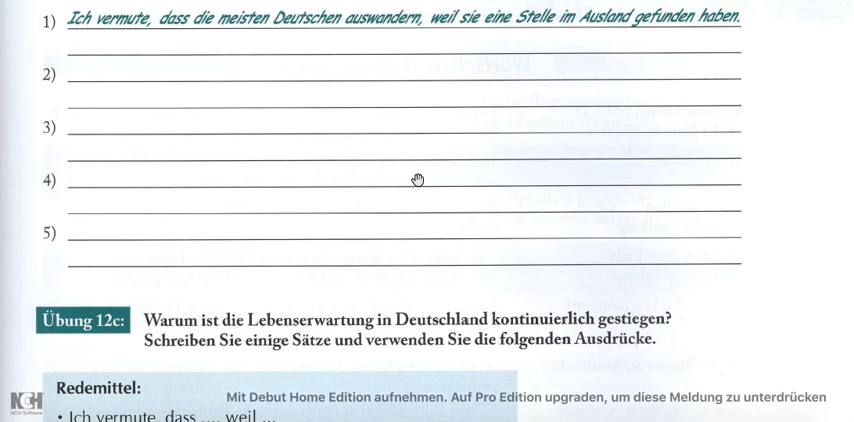 1) Ich vermute, dass die meisten Deutschen auswandern, weil sie eine Stelle im Ausland gefunden haben.
2)
3)
4)
5)
Übung 12c: Warum ist die Lebenserwartung in Deutschland kontinuierlich gestiegen?
Schreiben Sie einige Sätze und verwenden Sie die folgenden Ausdrücke.
Redemittel:
NCH
NCH Software
Mit Debut Home Edition aufnehmen. Auf Pro Edition upgraden, um diese Meldung zu unterdrücken
• Ich vermute, dass .... weil ...